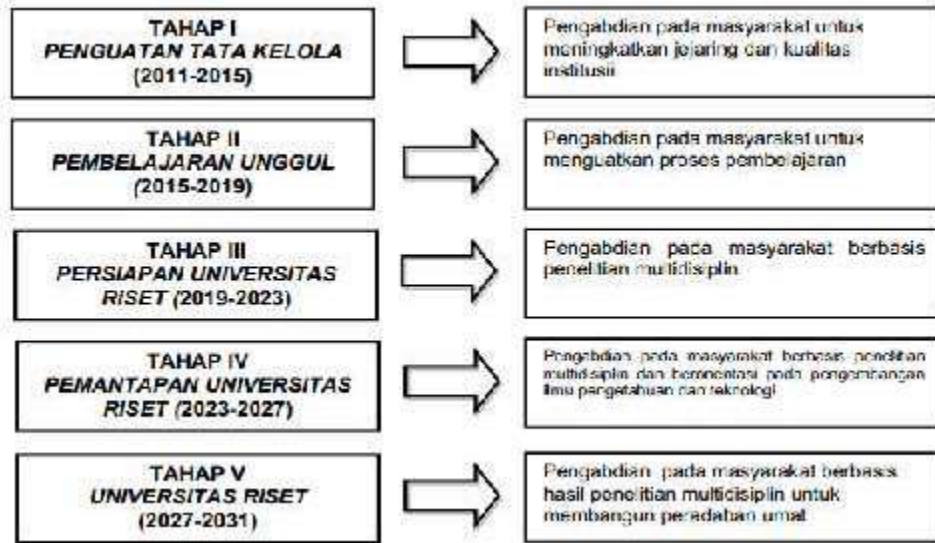 TAHAP I
PENGUATAN TATA KELOLA
(2011-2015)
Pengabdian pada masyarakat untuk
meningkatkan jejaring dan kualitas
institusii
TAHAP II
PEMBELAJARAN UNGGUL
(2015-2019)
Pengabdian pada masyarakat untuk
menguatkan proses pembelajaran
TAHAP III
PERSIAPAN UNIVERSITAS
RISET (2019-2023)
Pengabdian pada masyarakat berbasis
penelitian multidisiplin
TAHAP IV
PEMANTAPAN UNIVERSITAS
RISET (2023-2027)
Pengabdian pada masyarakat berbasis penelitian
multidisiplin dan berorientasi pada pengembangan
ilmu pengetahuan dan teknologi
TAHAP V
UNIVERSITAS RISET
(2027-2031)
Pengabdian pada masyarakat berbasis
hasil penelitian multidisiplin untuk
membangun peradaban umat